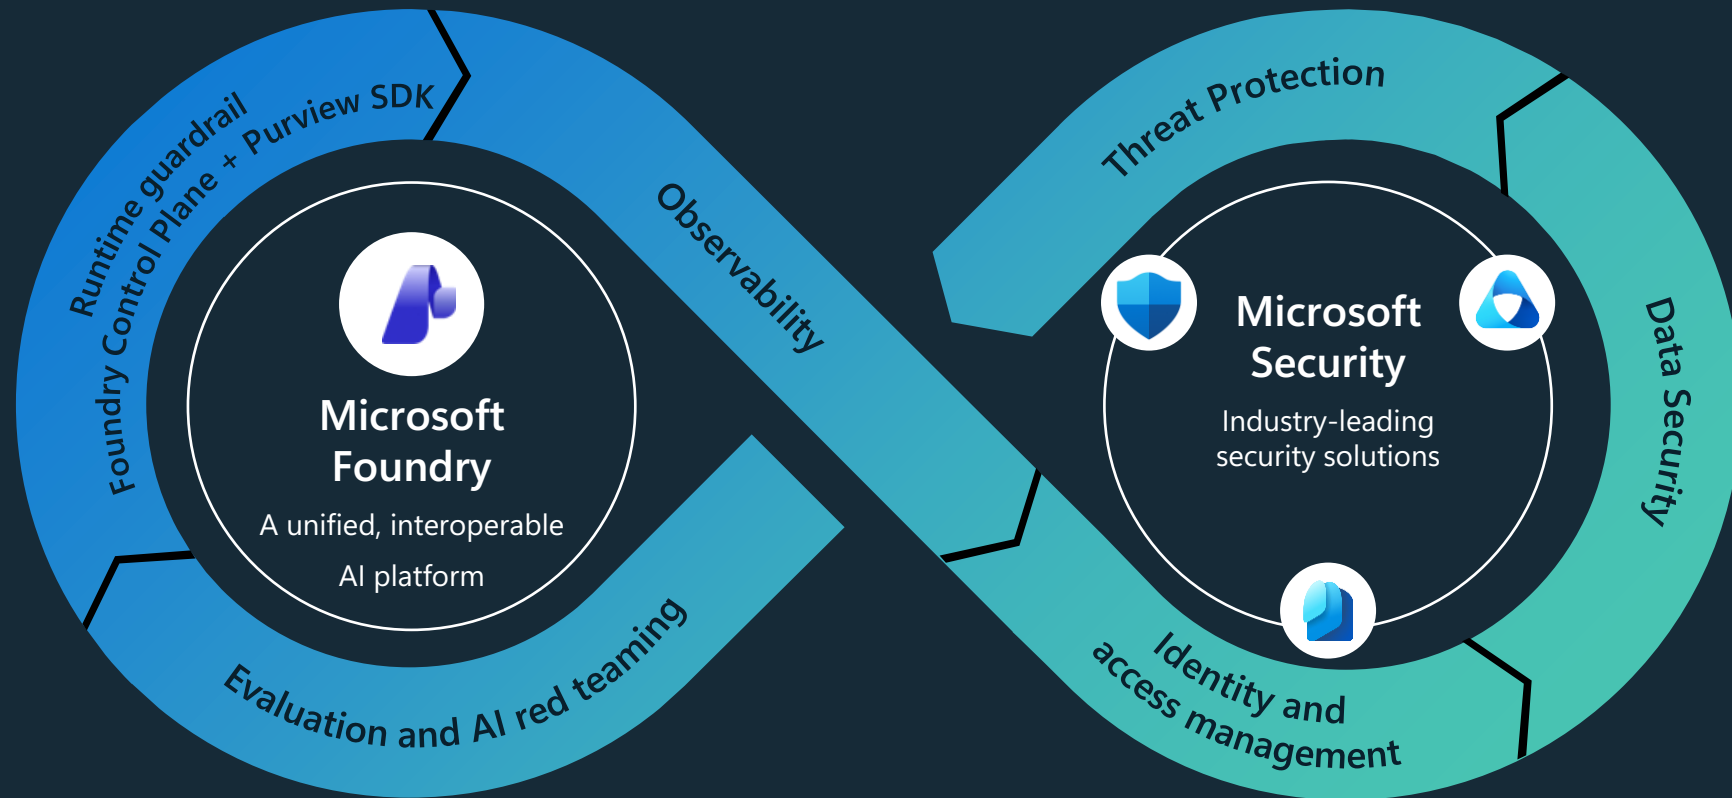 Runtime guardrail
Foundry Control Plane + Purview SDK
Observability
Evaluation and AI red teaming
Microsoft
Foundry
A unified, interoperable
AI platform
Threat Protection
Data Security
Identity and
access management
Microsoft
Security
Industry-leading
security solutions